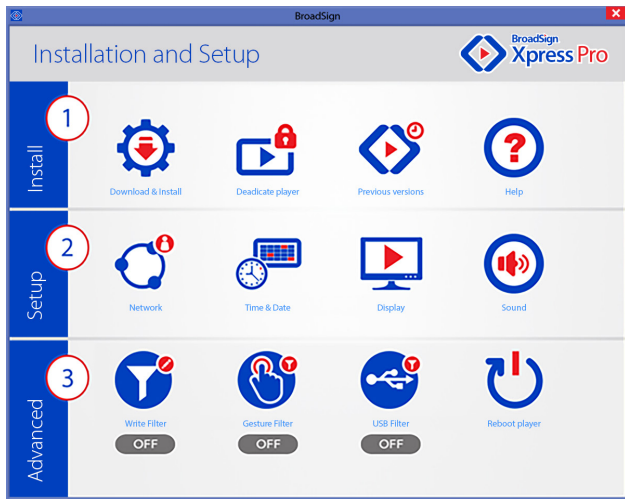 BroadSign
Installation and Setup
BroadSign
Xpress Pro
1
Install
Download & Install
Deadicate player
Previous versions
Help
2
Setup
Network
Time & Date
Display
Sound
3
Advanced
Write Filter
OFF
Gesture Filter
OFF
USB Filter
OFF
Reboot player